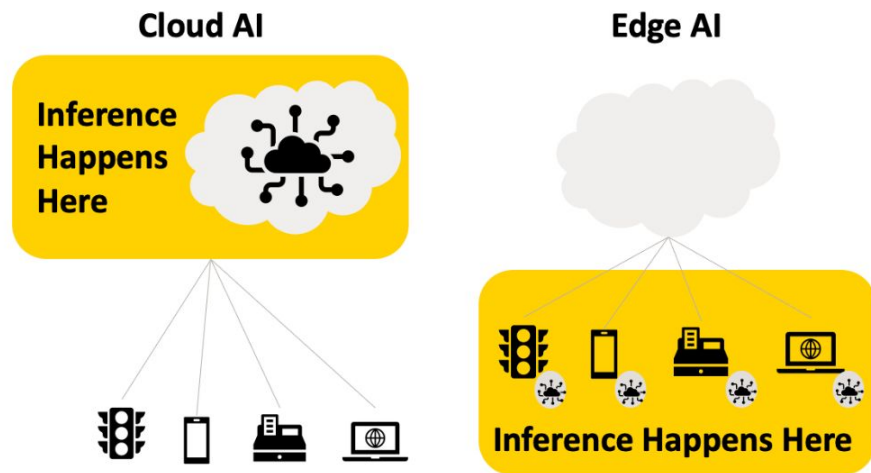 Cloud AI
Inference
Happens
Here
Edge AI
Inference Happens Here